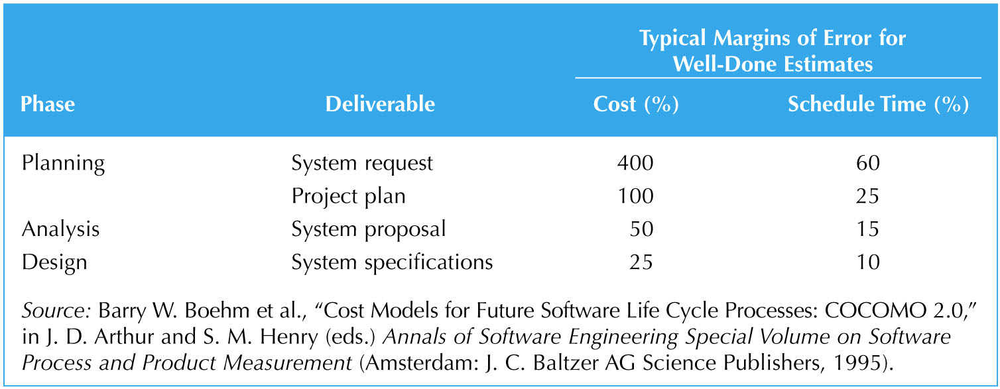 Typical Margins of Error for
Well-Done Estimates
Phase Deliverable Cost (%) Schedule Time (%)
Planning System request 400 60
Project plan 100 25
Analysis System proposal 50 15
Design System specifications 25 10
Source: Barry W. Boehm et al., “Cost Models for Future Software Life Cycle Processes: COCOMO 2.0,”
in J. D. Arthur and S. M. Henry (eds.) Annals of Software Engineering Special Volume on Software
Process and Product Measurement (Amsterdam: J. C. Baltzer AG Science Publishers, 1995).